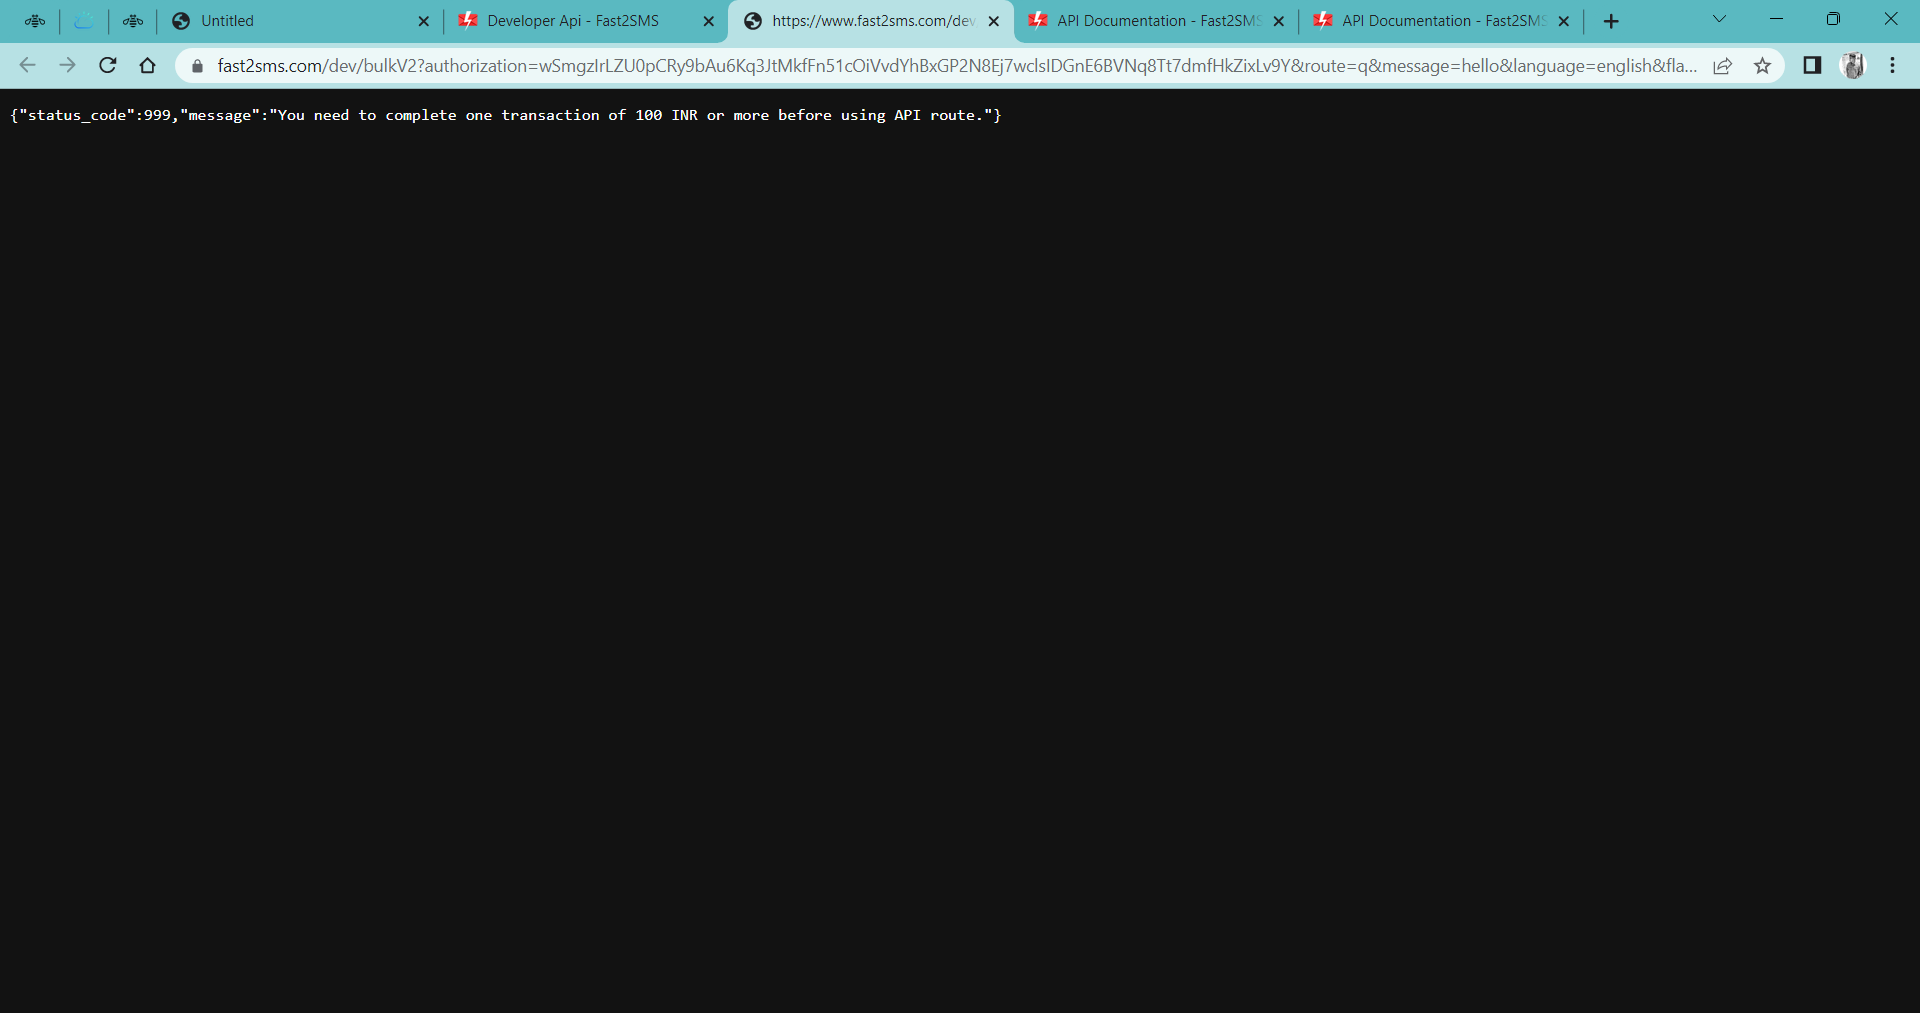 Untitled
Developer Api - Fast2SMS
https://www.fast2sms.com/dev
API Documentation - Fast2SMS
API Documentation - Fast2SMS
fast2sms.com/dev/bulkV2?authorization=wSmgzIrLZU0pCRy9bAu6Kq3JtMkfFn51cOiVvdYhBxGP2N8Ej7wclsIDGnE6BVNq8Tt7dmfHkZixLv9Y&route=q&message=hello&language=english&fla...
{"status_code":999,"message":"You need to complete one transaction of 100 INR or more before using API route."}